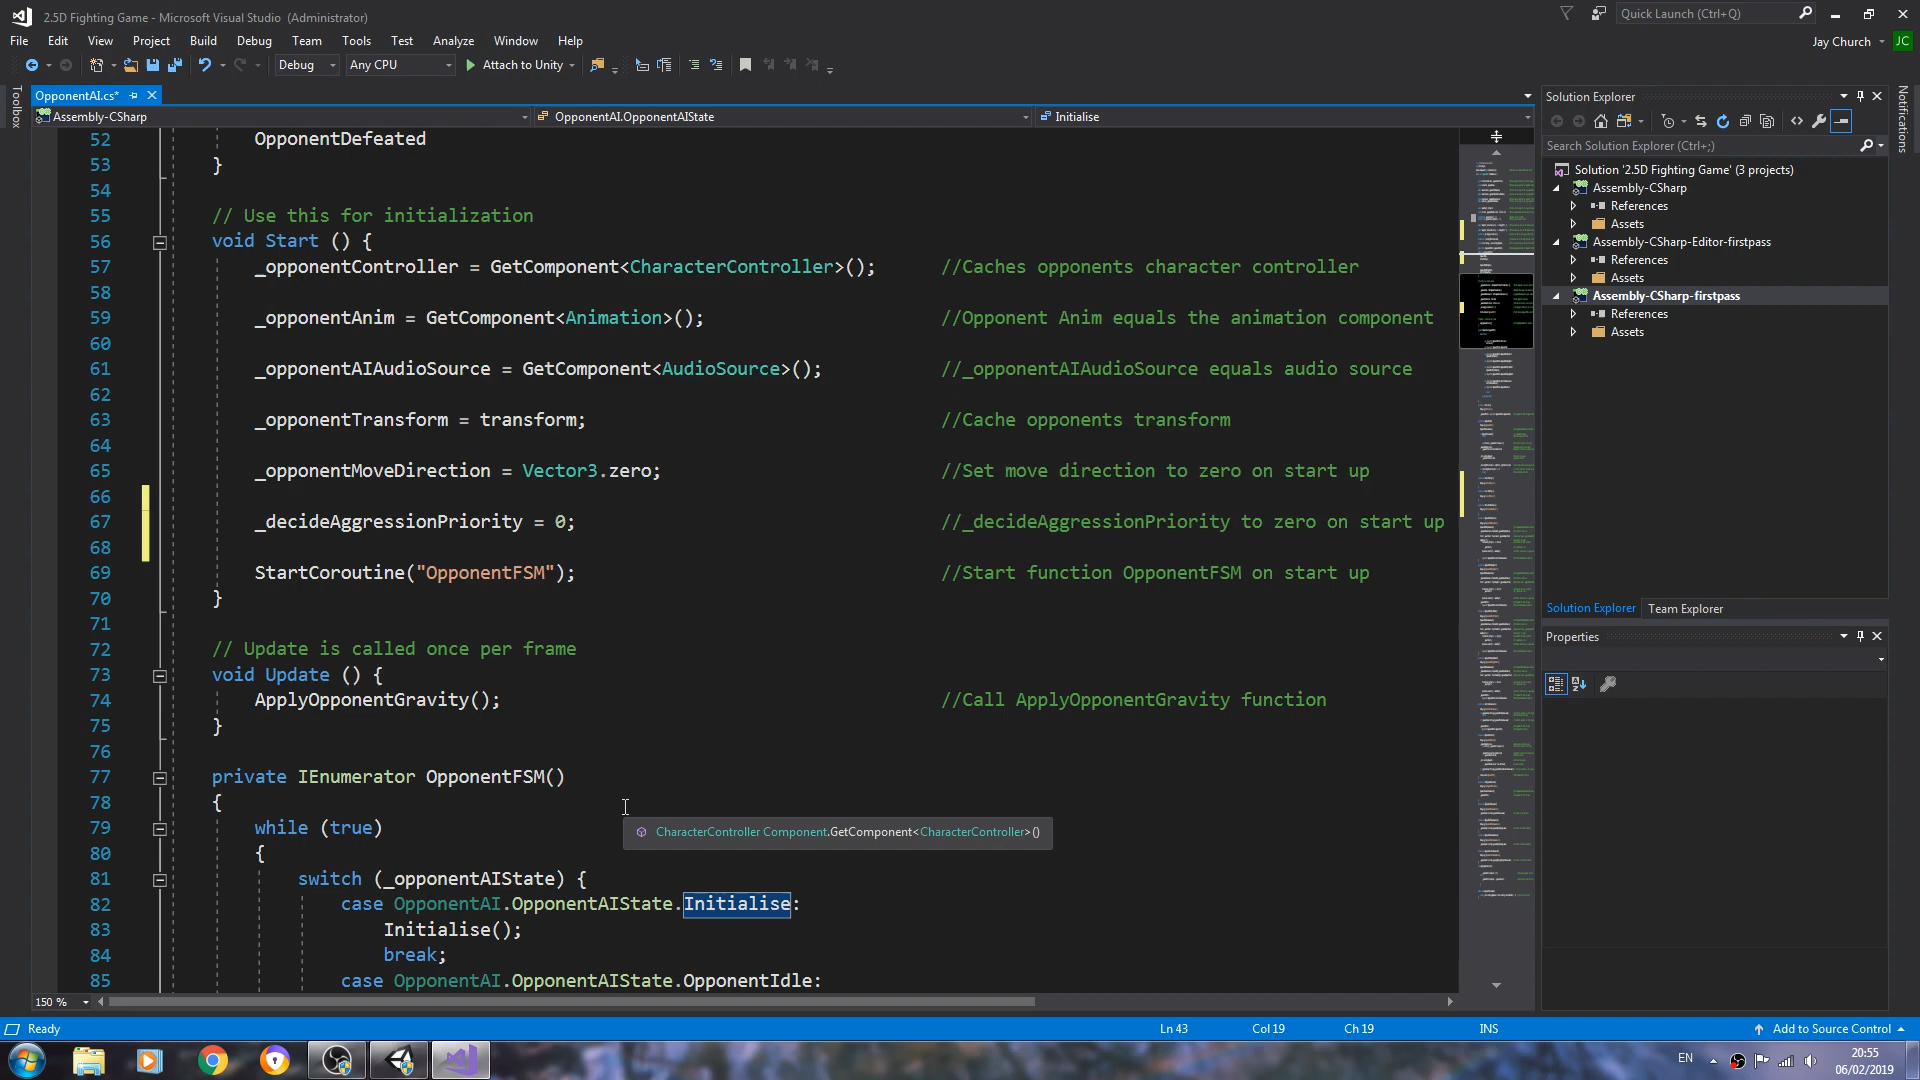 2.5D Fighting Game - Microsoft Visual Studio (Administrator)
Quick Launch (Ctrl+Q)
File Edit View Project Build Debug Team Tools Test Analyze Window Help
Jay Church JC
Debug Any CPU Attach to Unity
Toolbox
OpponentAI.cs*
Assembly-CSharp OpponentAI.OpponentAIState Initialise
52 OpponentDefeated
53 }
54
55 // Use this for initialization
56 void Start () {
57 _opponentController = GetComponent<CharacterController>(); //Caches opponents character controller
58
59 _opponentAnim = GetComponent<Animation>(); //Opponent Anim equals the animation component
60
61 _opponentAIAudioSource = GetComponent<AudioSource>(); //_opponentAIAudioSource equals audio source
62
63 _opponentTransform = transform; //Cache opponents transform
64
65 _opponentMoveDirection = Vector3.zero; //Set move direction to zero on start up
66
67 _decideAggressionPriority = 0; //_decideAggressionPriority to zero on start up
68
69 StartCoroutine("OpponentFSM"); //Start function OpponentFSM on start up
70 }
71
72 // Update is called once per frame
73 void Update () {
74 ApplyOpponentGravity(); //Call ApplyOpponentGravity function
75 }
76
77 private IEnumerator OpponentFSM()
78 {
79 while (true)
CharacterController Component.GetComponent<CharacterController>()
80 {
81 switch (_opponentAIState) {
82 case OpponentAI.OpponentAIState.Initialise:
83 Initialise();
84 break;
85 case OpponentAI.OpponentAIState.OpponentIdle:
150 %
Solution Explorer
Search Solution Explorer (Ctrl+;)
Solution '2.5D Fighting Game' (3 projects)
Assembly-CSharp
References
Assets
Assembly-CSharp-Editor-firstpass
References
Assets
Assembly-CSharp-firstpass
References
Assets
Solution Explorer Team Explorer
Properties
Notifications
Ready Ln 43 Col 19 Ch 19 INS Add to Source Control
EN 20:55
06/02/2019